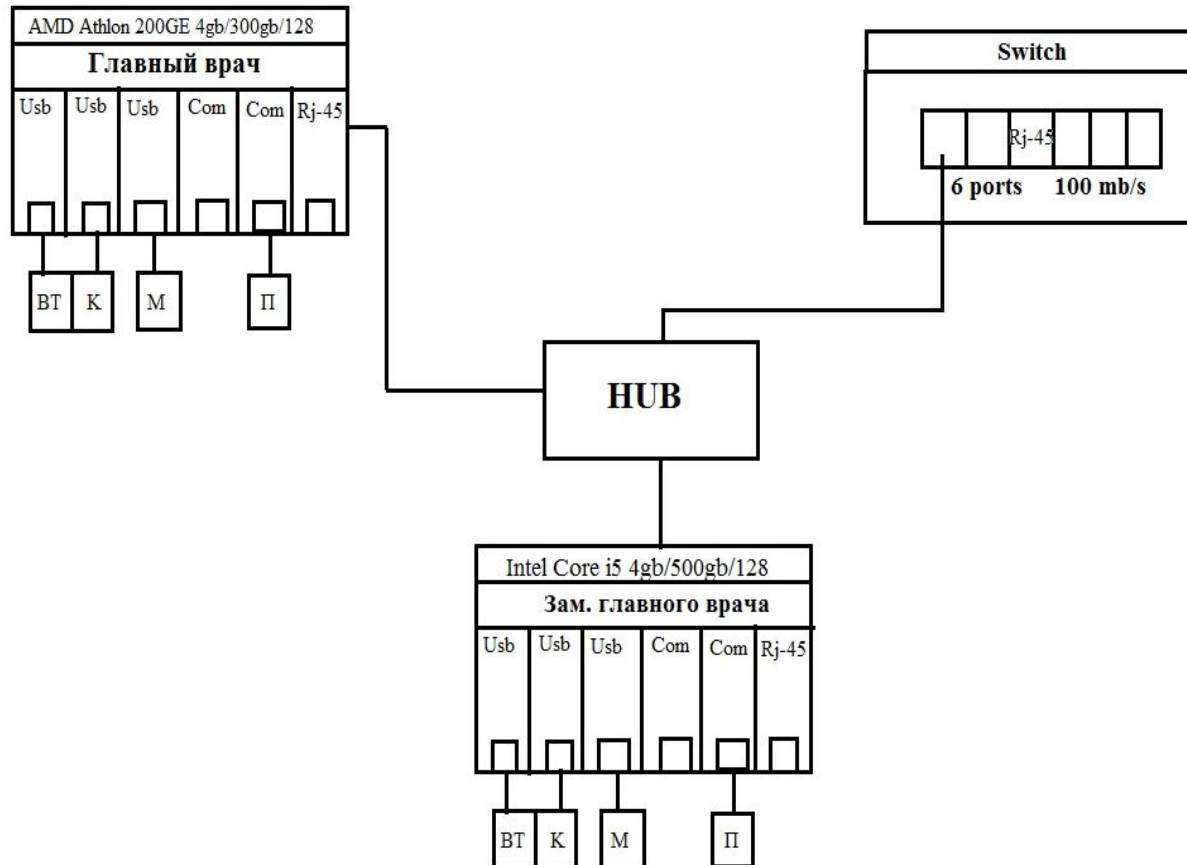 AMD Athlon 200GE 4gb/300gb/128
Главный врач
Usb Usb Usb Com Com Rj-45
ВТ К М П
Switch
Rj-45
6 ports 100 mb/s
HUB
Intel Core i5 4gb/500gb/128
Зам. главного врача
Usb Usb Usb Com Com Rj-45
ВТ К М П